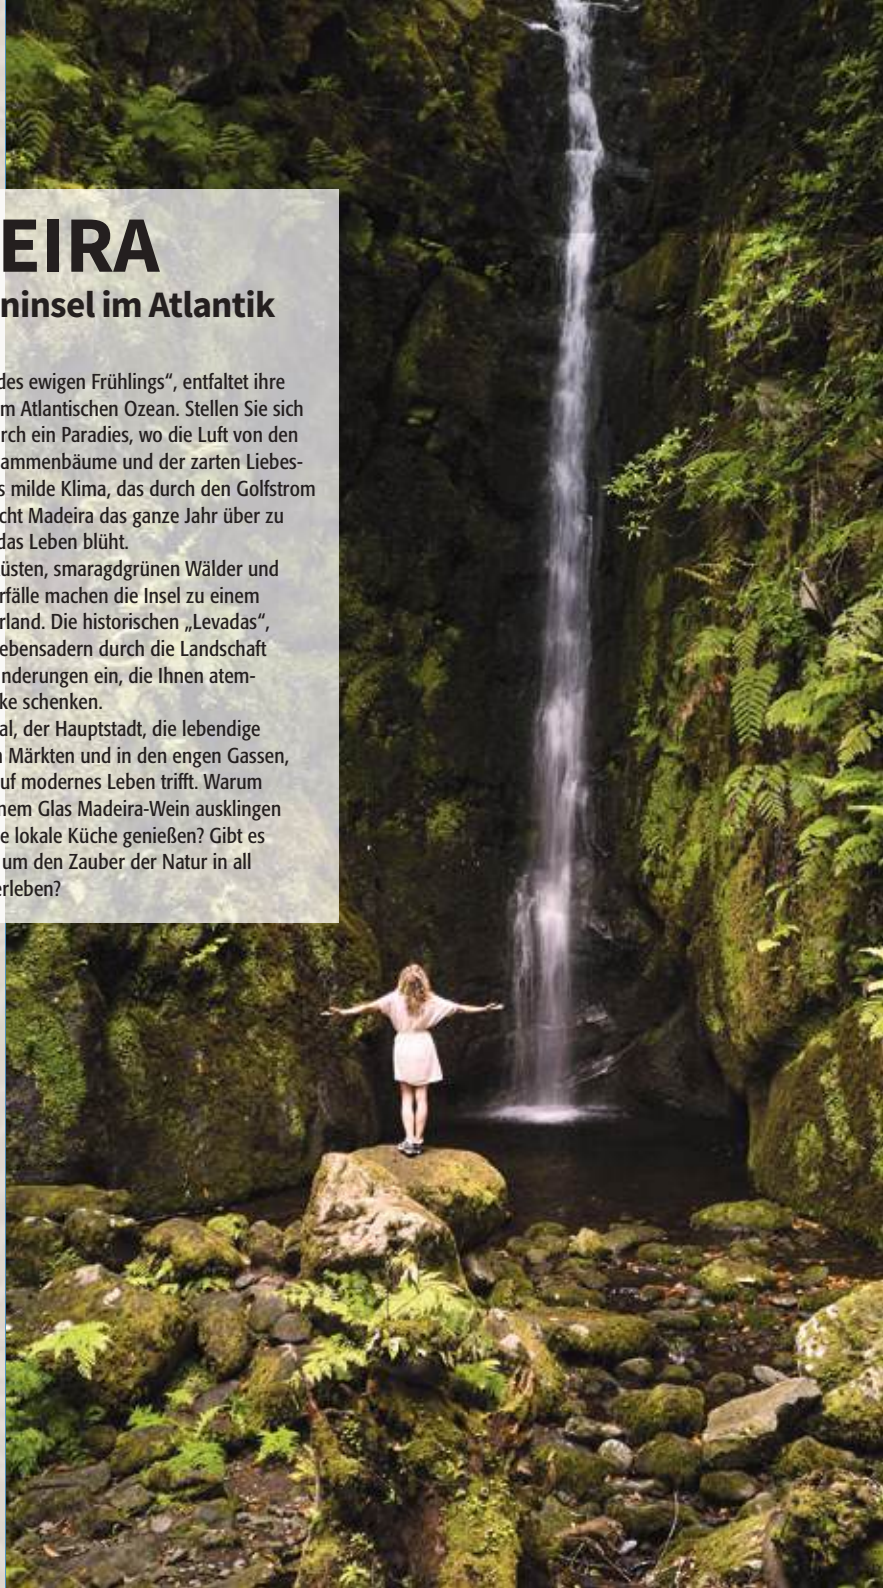 EIRA
ninsel im Atlantik
des ewigen Frühlings“, entfaltet ihre
m Atlantischen Ozean. Stellen Sie sich
rch ein Paradies, wo die Luft von den
ammenbäume und der zarten Liebes-
s milde Klima, das durch den Golfstrom
cht Madeira das ganze Jahr über zu
das Leben blüht.
üsten, smaragdgrünen Wälder und
rfälle machen die Insel zu einem
rland. Die historischen „Levadas“,
ebensadern durch die Landschaft
nderungen ein, die Ihnen atem-
ke schenken.
al, der Hauptstadt, die lebendige
n Märkten und in den engen Gassen,
uf modernes Leben trifft. Warum
nem Glas Madeira-Wein ausklingen
e lokale Küche genießen? Gibt es
um den Zauber der Natur in all
erleben?